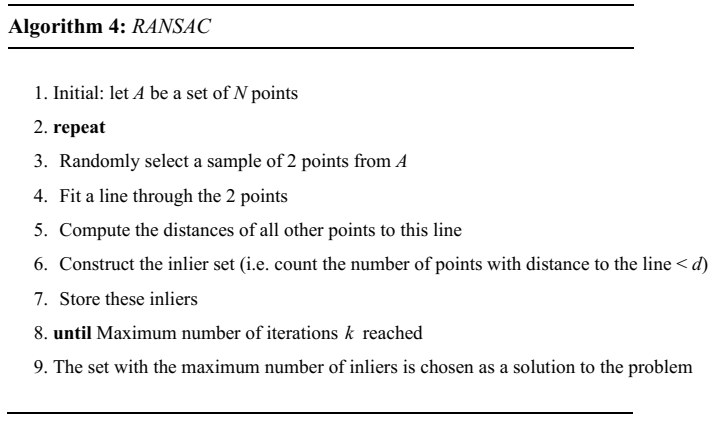 Algorithm 4: RANSAC
1. Initial: let A be a set of N points
2. repeat
3. Randomly select a sample of 2 points from A
4. Fit a line through the 2 points
5. Compute the distances of all other points to this line
6. Construct the inlier set (i.e. count the number of points with distance to the line < d)
7. Store these inliers
8. until Maximum number of iterations k reached
9. The set with the maximum number of inliers is chosen as a solution to the problem